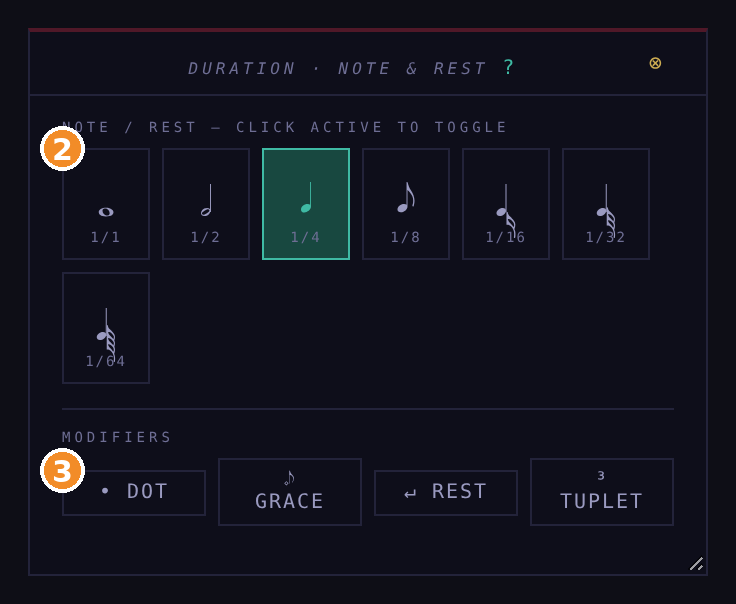 DURATION · NOTE & REST ?
NOTE / REST — CLICK ACTIVE TO TOGGLE
2
1/1 1/2 1/4 1/8 1/16 1/32
1/64
MODIFIERS
3
• DOT GRACE ↵ REST 3 TUPLET